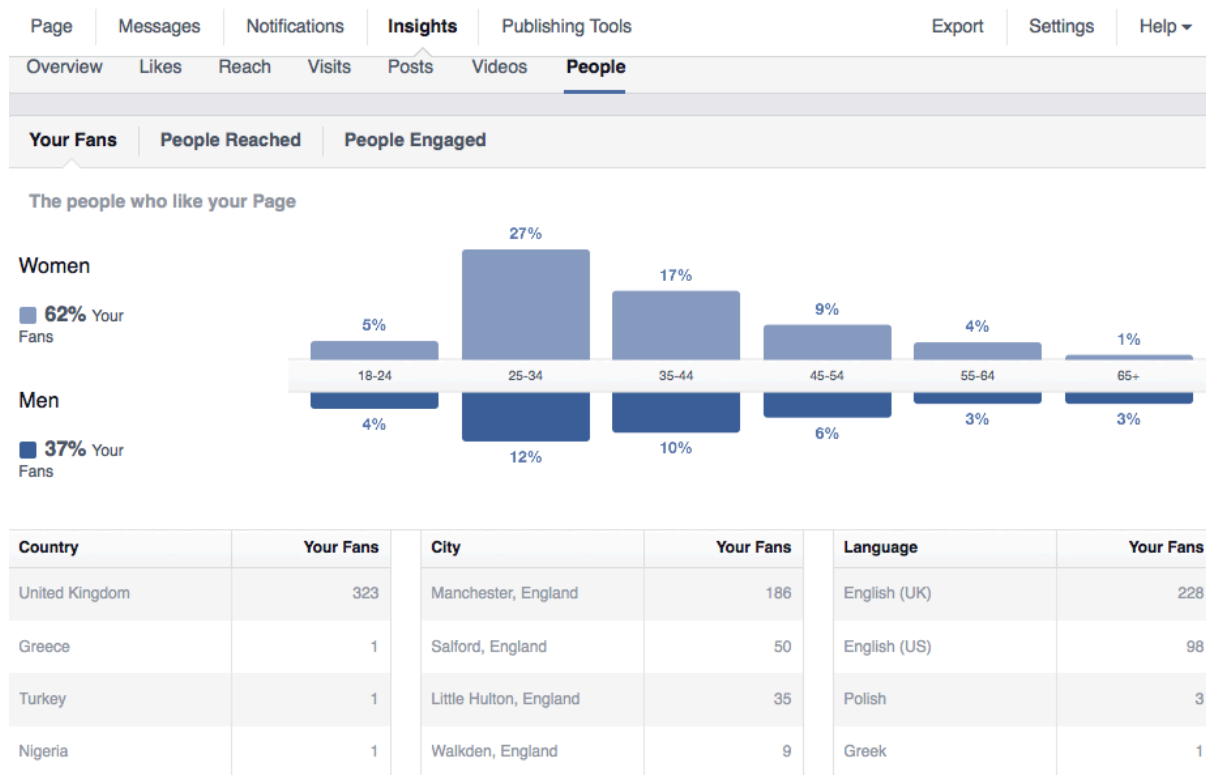 Page Messages Notifications Insights Publishing Tools Export Settings Help
Overview Likes Reach Visits Posts Videos People
Your Fans People Reached People Engaged
The people who like your Page
Women
62% Your
Fans
5% 27% 17% 9% 4% 1%
18-24 25-34 35-44 45-54 55-64 65+
Men
37% Your
Fans
4% 12% 10% 6% 3% 3%
Country Your Fans City Your Fans Language Your Fans
United Kingdom 323 Manchester, England 186 English (UK) 228
Greece 1 Salford, England 50 English (US) 98
Turkey 1 Little Hulton, England 35 Polish 3
Nigeria 1 Walkden, England 9 Greek 1